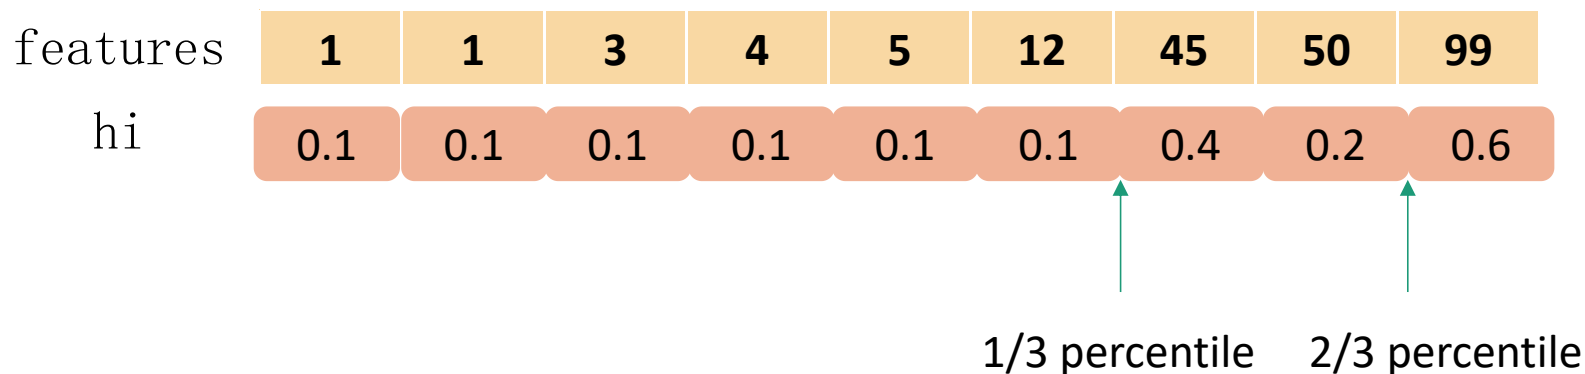 features 1 1 3 4 5 12 45 50 99
hi 0.1 0.1 0.1 0.1 0.1 0.1 0.4 0.2 0.6
1/3 percentile 2/3 percentile